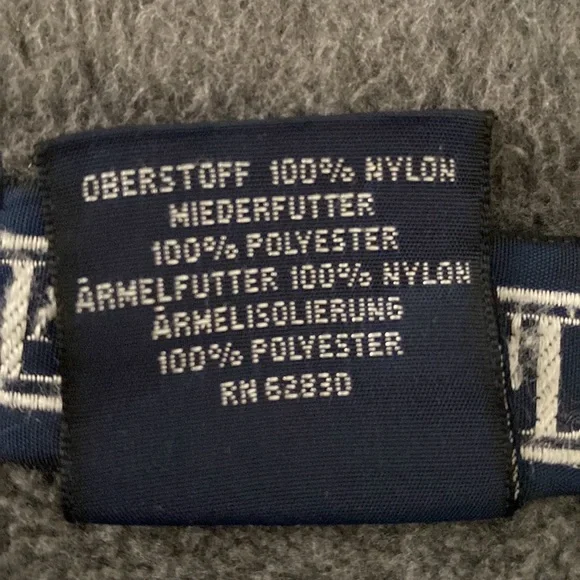 OBERSTOFF 100% NYLON
MIEDERFUTTER
100% POLYESTER
ÄRMELFUTTER 100% NYLON
ÄRMELISOLIERUNG
100% POLYESTER
RN 62830